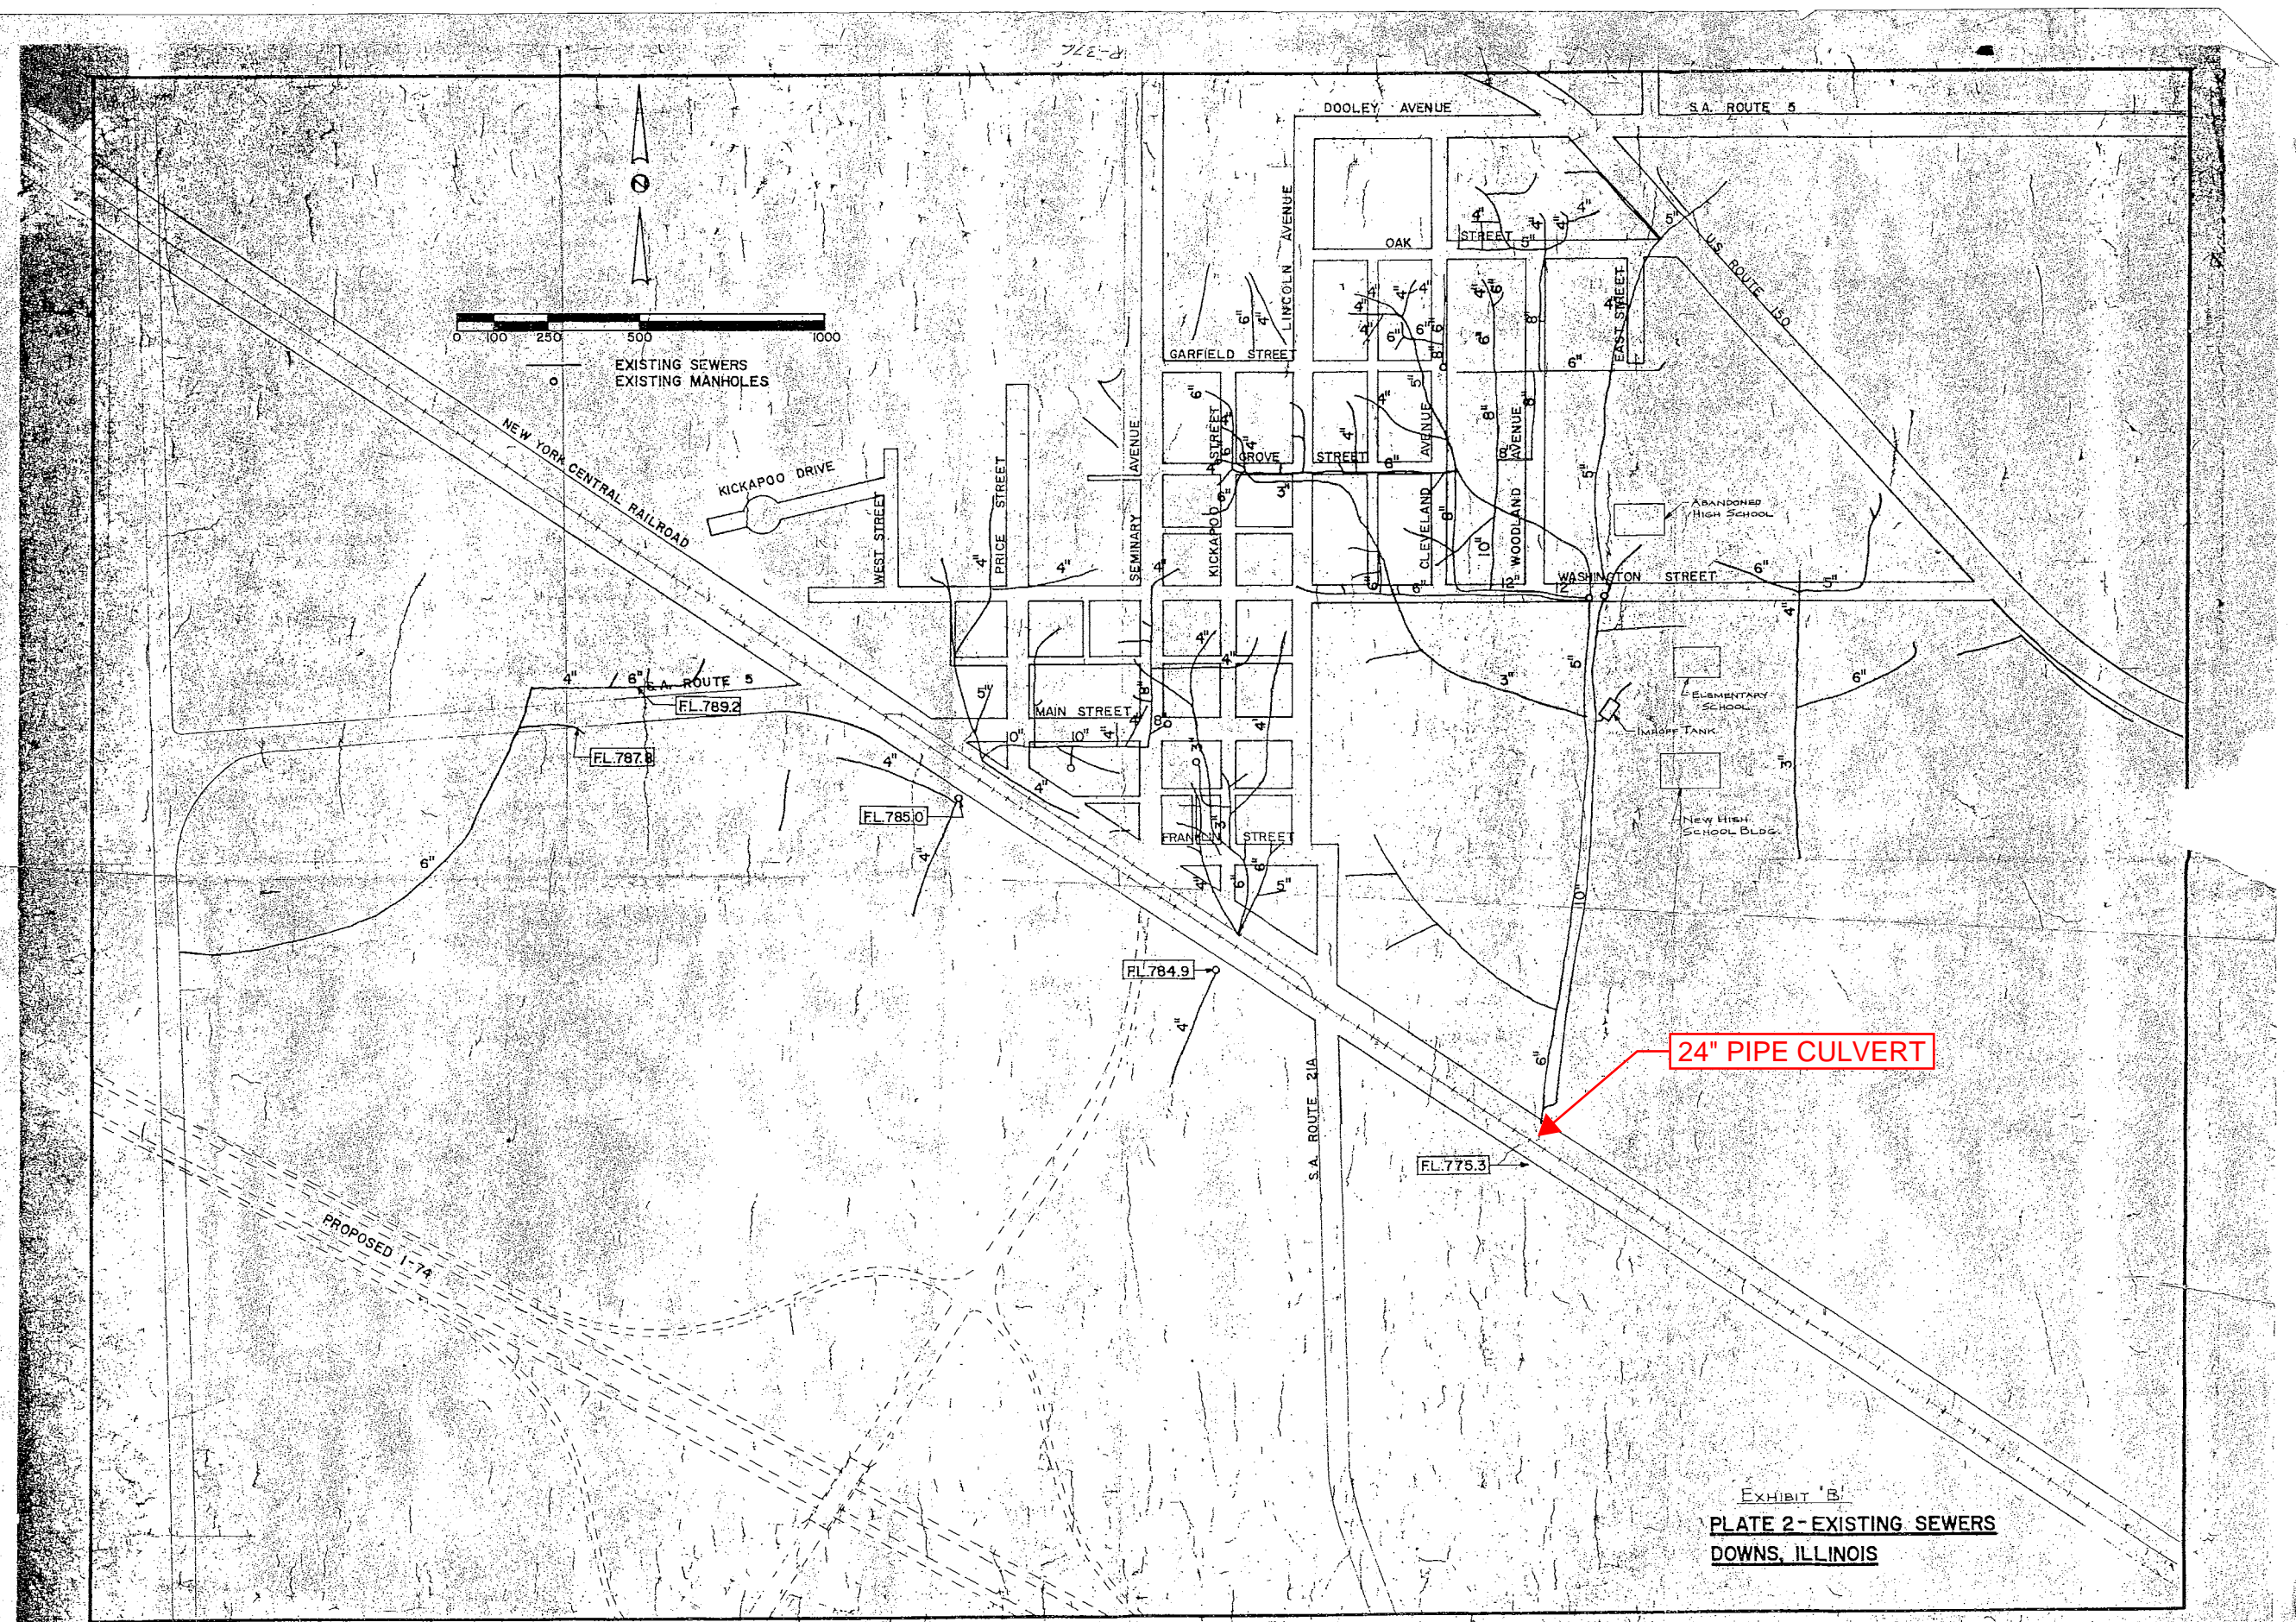 R-376
DOOLEY AVENUE
S.A. ROUTE 5
LINCOLN AVENUE
OAK STREET
U.S. ROUTE 150
EAST STREET
N
0 100 250 500 1000
EXISTING SEWERS
EXISTING MANHOLES
GARFIELD STREET
NEW YORK CENTRAL RAILROAD
KICKAPOO DRIVE
WEST STREET
PRICE STREET
SEMINARY AVENUE
KICKAPOO STREET
GROVE STREET
CLEVELAND AVENUE
WOODLAND AVENUE
ABANDONED
HIGH SCHOOL
WASHINGTON STREET
S.A. ROUTE 5
F.L.789.2
F.L.787.8
MAIN STREET
ELEMENTARY
SCHOOL
IMHOFF TANK
F.L.785.0
NEW HIGH
SCHOOL BLDG.
FRANKLIN STREET
F.L.784.9
24" PIPE CULVERT
S.A. ROUTE 21A
F.L.775.3
PROPOSED I-74
EXHIBIT 'B'
PLATE 2-EXISTING SEWERS
DOWNS, ILLINOIS